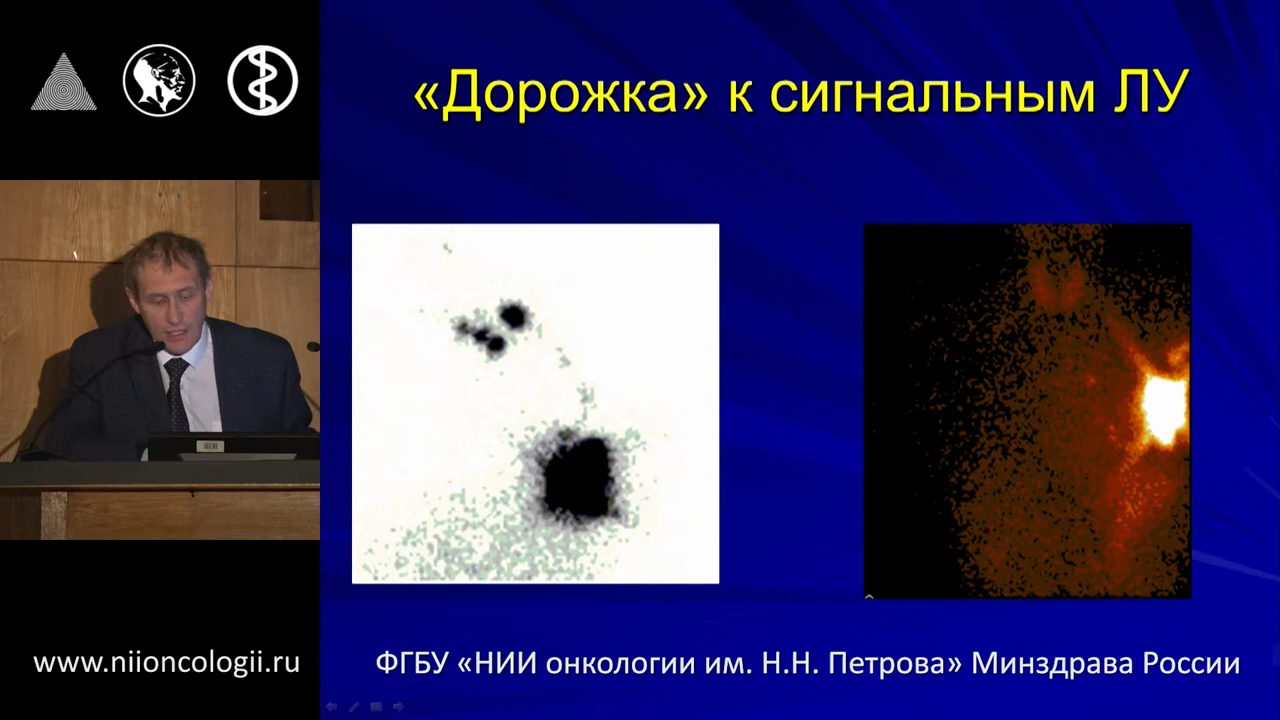 «Дорожка» к сигнальным ЛУ
www.niioncologii.ru
ФГБУ «НИИ онкологии им. Н.Н. Петрова» Минздрава России